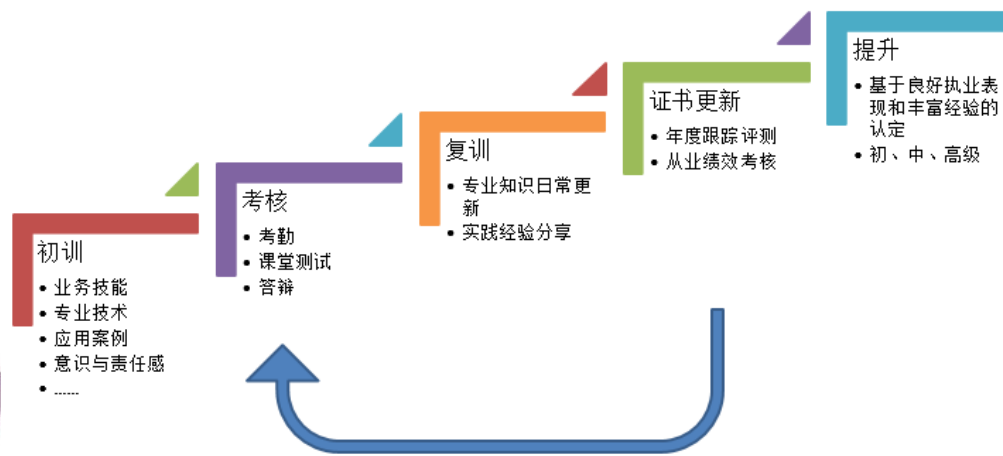 初训
• 业务技能
• 专业技术
• 应用案例
• 意识与责任感
• ......
考核
• 考勤
• 课堂测试
• 答辩
复训
• 专业知识日常更
新
• 实践经验分享
证书更新
• 年度跟踪评测
• 从业绩效考核
提升
• 基于良好执业表
现和丰富经验的
认定
• 初、中、高级